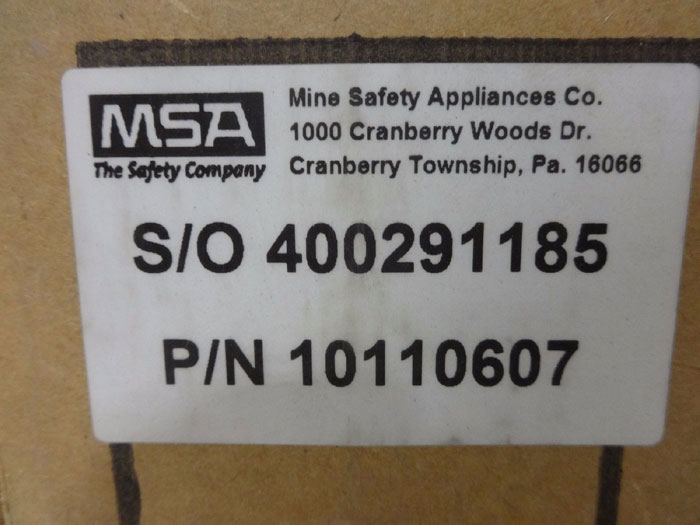 MSA
The Safety Company
Mine Safety Appliances Co.
1000 Cranberry Woods Dr.
Cranberry Township, Pa. 16066
S/O 400291185
P/N 10110607